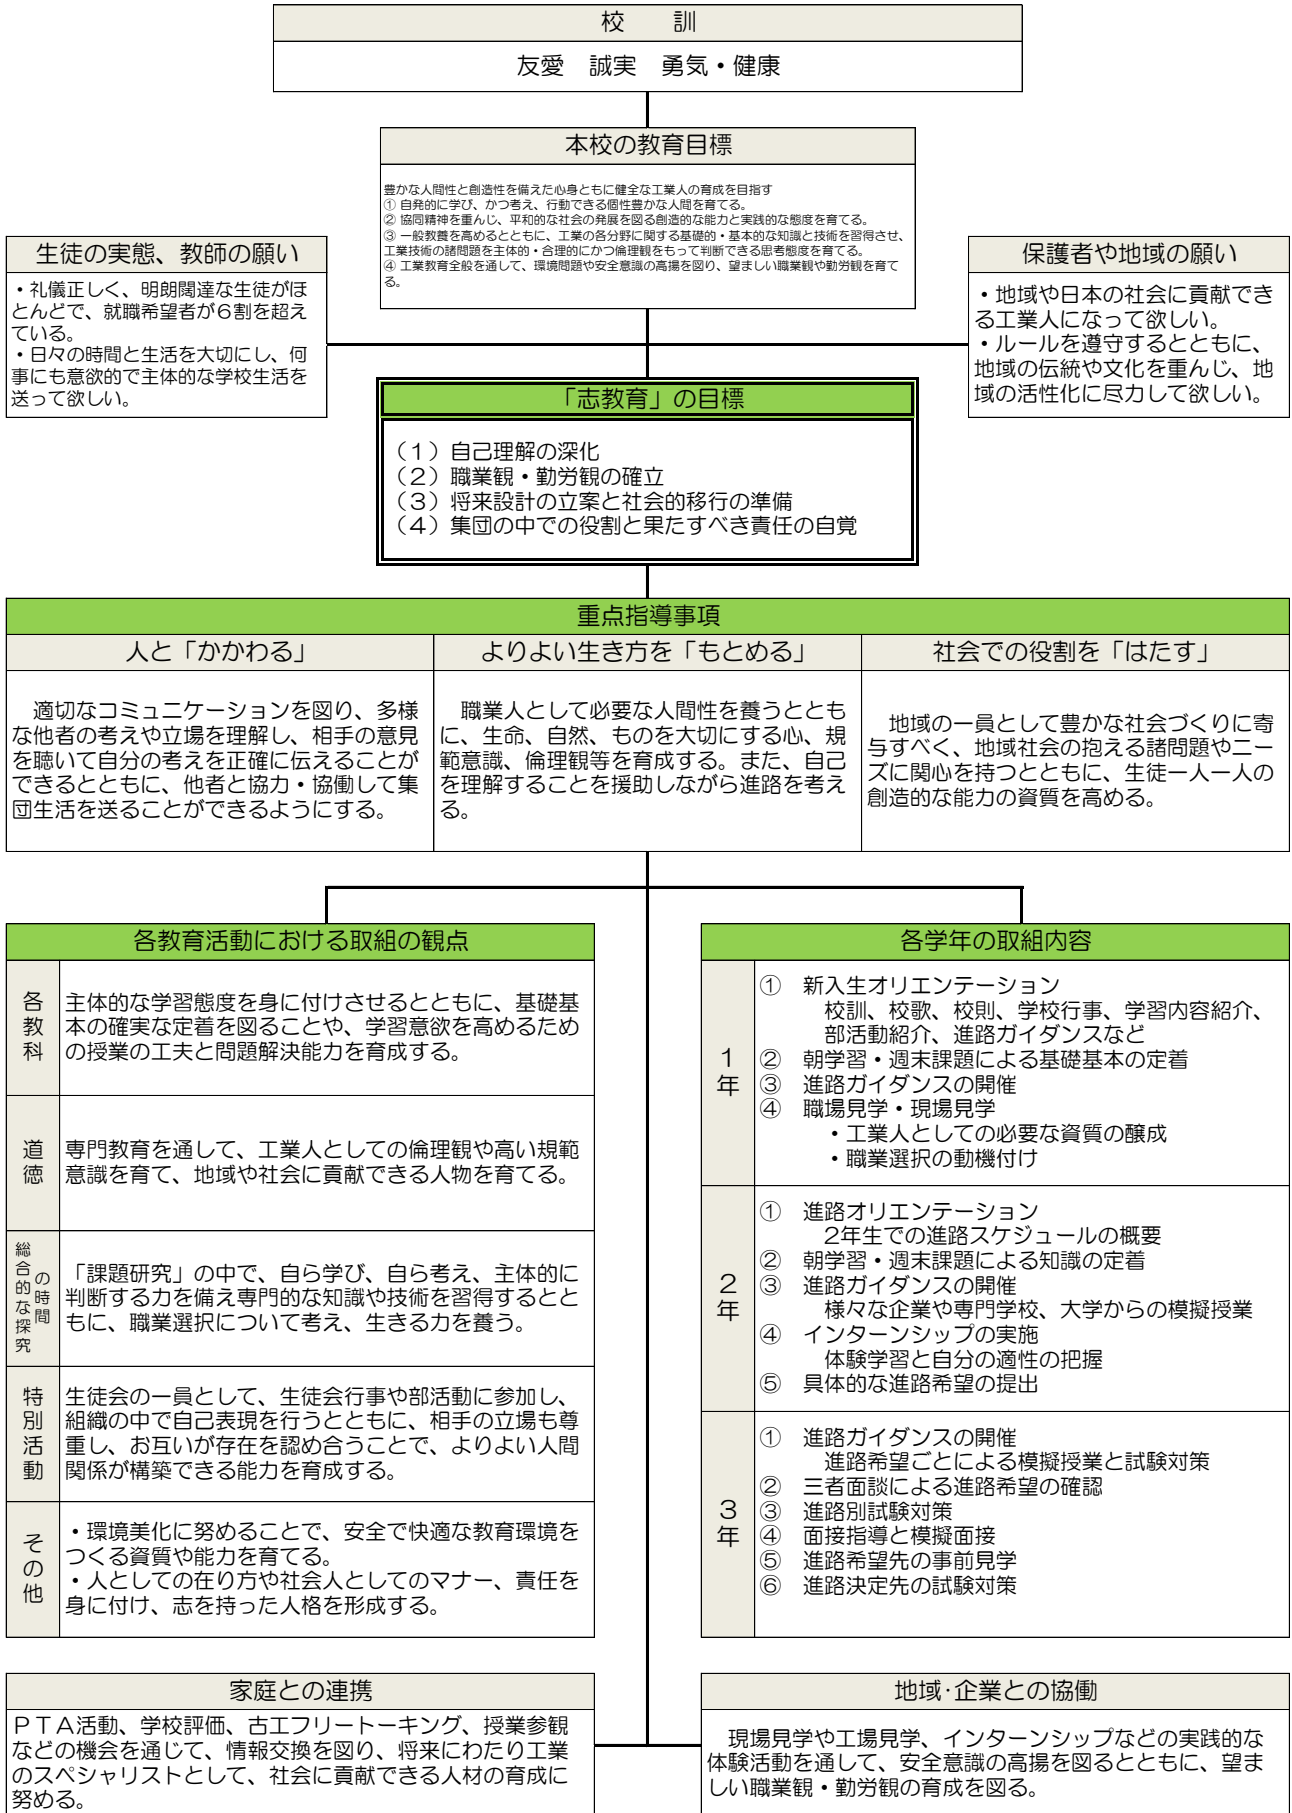 校　訓
友愛　誠実　勇気・健康
本校の教育目標
豊かな人間性と創造性を備えた心身ともに健全な工業人の育成を目指す
① 自発的に学び、かつ考え、行動できる個性豊かな人間を育てる。
② 協同精神を重んじ、平和的な社会の発展を図る創造的な能力と実践的な態度を育てる。
③ 一般教養を高めるとともに、工業の各分野に関する基礎的・基本的な知識と技術を習得させ、
工業技術の諸問題を主体的・合理的にかつ倫理観をもって判断できる思考態度を育てる。
④ 工業教育全般を通して、環境問題や安全意識の高揚を図り、望ましい職業観や勤労観を育て
る。
生徒の実態、教師の願い
・礼儀正しく、明朗闊達な生徒がほ
とんどで、就職希望者が６割を超え
ている。
・日々の時間と生活を大切にし、何
事にも意欲的で主体的な学校生活を
送って欲しい。
保護者や地域の願い
・地域や日本の社会に貢献でき
る工業人になって欲しい。
・ルールを遵守するとともに、
地域の伝統や文化を重んじ、地
域の活性化に尽力して欲しい。
「志教育」の目標
（１）自己理解の深化
（２）職業観・勤労観の確立
（３）将来設計の立案と社会的移行の準備
（４）集団の中での役割と果たすべき責任の自覚
重点指導事項
人と「かかわる」
適切なコミュニケーションを図り、多様
な他者の考えや立場を理解し、相手の意見
を聴いて自分の考えを正確に伝えることが
できるとともに、他者と協力・協働して集
団生活を送ることができるようにする。
よりよい生き方を「もとめる」
職業人として必要な人間性を養うととも
に、生命、自然、ものを大切にする心、規
範意識、倫理観等を育成する。また、自己
を理解することを援助しながら進路を考え
る。
社会での役割を「はたす」
地域の一員として豊かな社会づくりに寄
与すべく、地域社会の抱える諸問題やニー
ズに関心を持つとともに、生徒一人一人の
創造的な能力の資質を高める。
各教育活動における取組の観点
各教科
主体的な学習態度を身に付けさせるとともに、基礎基
本の確実な定着を図ることや、学習意欲を高めるため
の授業の工夫と問題解決能力を育成する。
道徳
専門教育を通して、工業人としての倫理観や高い規範
意識を育て、地域や社会に貢献できる人物を育てる。
総合的な探究
の時間
「課題研究」の中で、自ら学び、自ら考え、主体的に
判断する力を備え専門的な知識や技術を習得するとと
もに、職業選択について考え、生きる力を養う。
特別活動
生徒会の一員として、生徒会行事や部活動に参加し、
組織の中で自己表現を行うとともに、相手の立場も尊
重し、お互いが存在を認め合うことで、よりよい人間
関係が構築できる能力を育成する。
その他
・環境美化に努めることで、安全で快適な教育環境を
つくる資質や能力を育てる。
・人としての在り方や社会人としてのマナー、責任を
身に付け、志を持った人格を形成する。
各学年の取組内容
１年
①　新入生オリエンテーション
校訓、校歌、校則、学校行事、学習内容紹介、
部活動紹介、進路ガイダンスなど
②　朝学習・週末課題による基礎基本の定着
③　進路ガイダンスの開催
④　職場見学・現場見学
・工業人としての必要な資質の醸成
・職業選択の動機付け
２年
①　進路オリエンテーション
2年生での進路スケジュールの概要
②　朝学習・週末課題による知識の定着
③　進路ガイダンスの開催
様々な企業や専門学校、大学からの模擬授業
④　インターンシップの実施
体験学習と自分の適性の把握
⑤　具体的な進路希望の提出
３年
①　進路ガイダンスの開催
進路希望ごとによる模擬授業と試験対策
②　三者面談による進路希望の確認
③　進路別試験対策
④　面接指導と模擬面接
⑤　進路希望先の事前見学
⑥　進路決定先の試験対策
家庭との連携
ＰＴＡ活動、学校評価、古工フリートーキング、授業参観
などの機会を通じて、情報交換を図り、将来にわたり工業
のスペシャリストとして、社会に貢献できる人材の育成に
努める。
地域･企業との協働
現場見学や工場見学、インターンシップなどの実践的な
体験活動を通して、安全意識の高揚を図るとともに、望ま
しい職業観・勤労観の育成を図る。